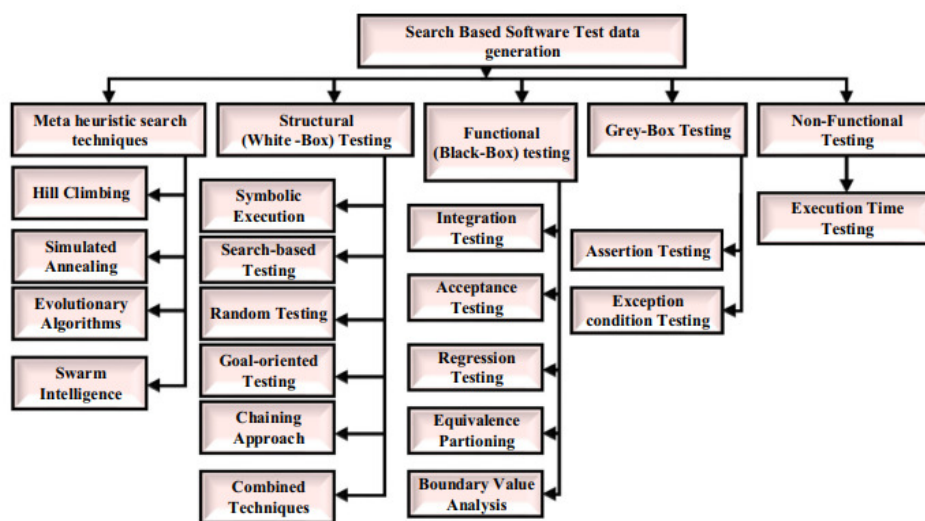 Search Based Software Test data
generation
Meta heuristic search
techniques
Structural
(White -Box) Testing
Functional
(Black-Box) testing
Grey-Box Testing
Non-Functional
Testing
Hill Climbing
Simulated
Annealing
Evolutionary
Algorithms
Swarm
Intelligence
Symbolic
Execution
Search-based
Testing
Random Testing
Goal-oriented
Testing
Chaining
Approach
Combined
Techniques
Integration
Testing
Acceptance
Testing
Regression
Testing
Equivalence
Partioning
Boundary Value
Analysis
Assertion Testing
Exception
condition Testing
Execution Time
Testing